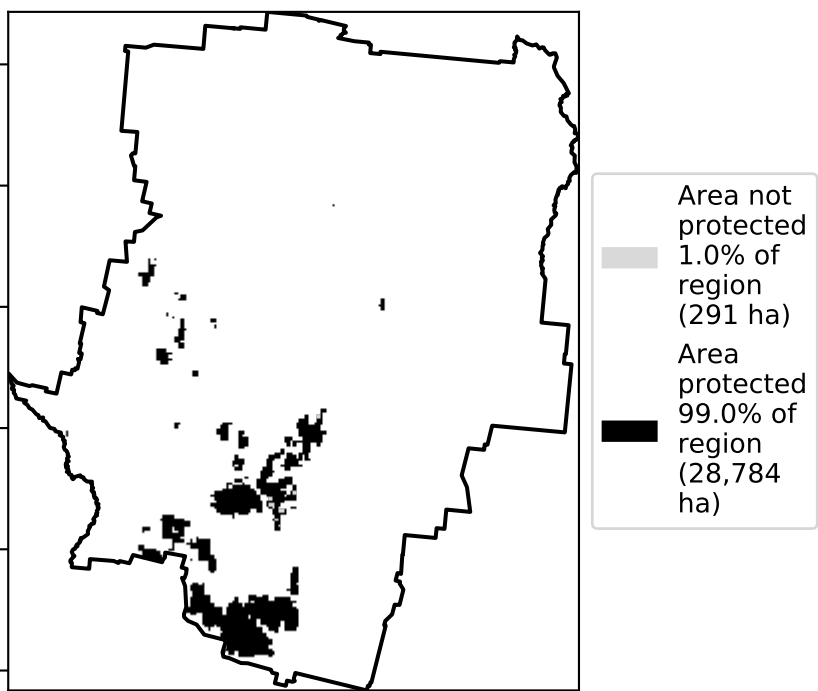 Area not
protected
1.0% of
region
(291 ha)
Area
protected
99.0% of
region
(28,784
ha)